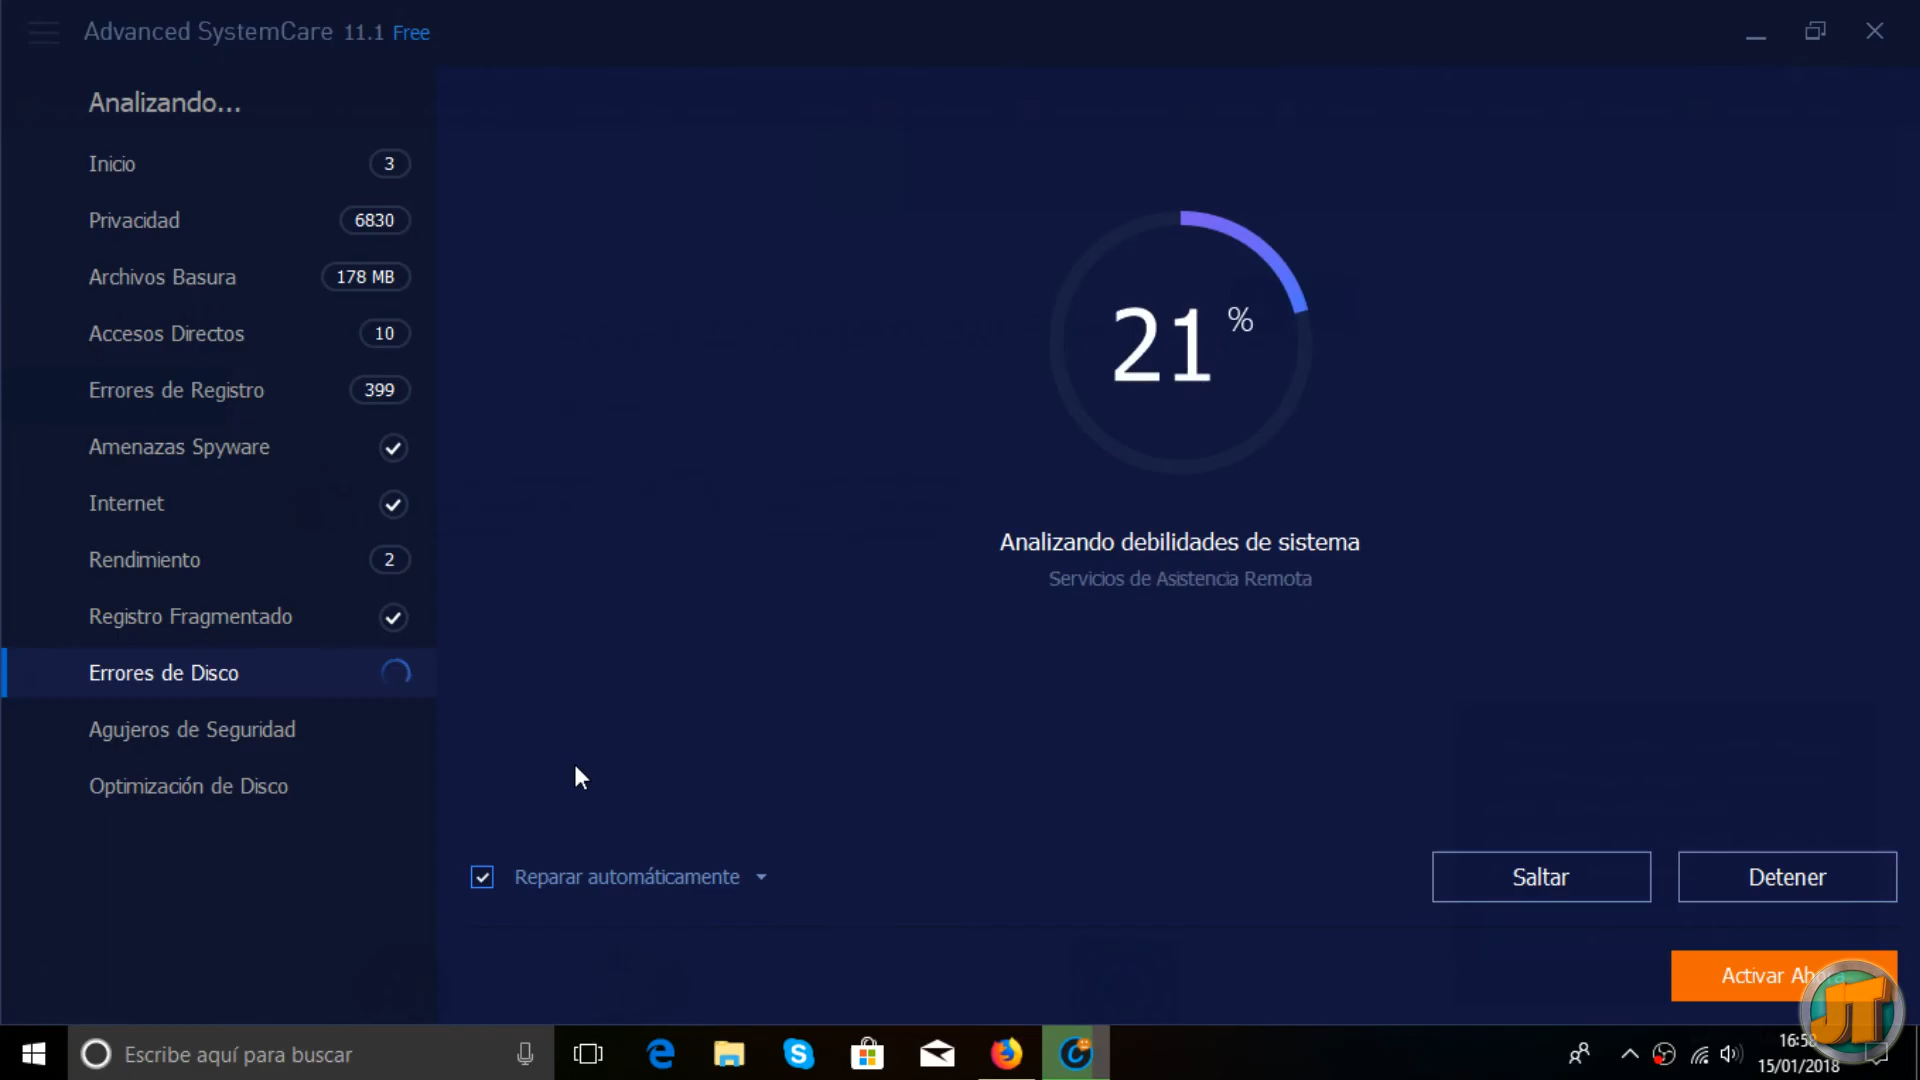 Advanced SystemCare 11.1 Free
Analizando...
Inicio 3
Privacidad 6830
Archivos Basura 178 MB
Accesos Directos 10
Errores de Registro 399
Amenazas Spyware
Internet
Rendimiento 2
Registro Fragmentado
Errores de Disco
Agujeros de Seguridad
Optimización de Disco
21 %
Analizando debilidades de sistema
Servicios de Asistencia Remota
Reparar automáticamente
Saltar
Detener
Activar
JT
Escribe aquí para buscar
16:58
15/01/2018